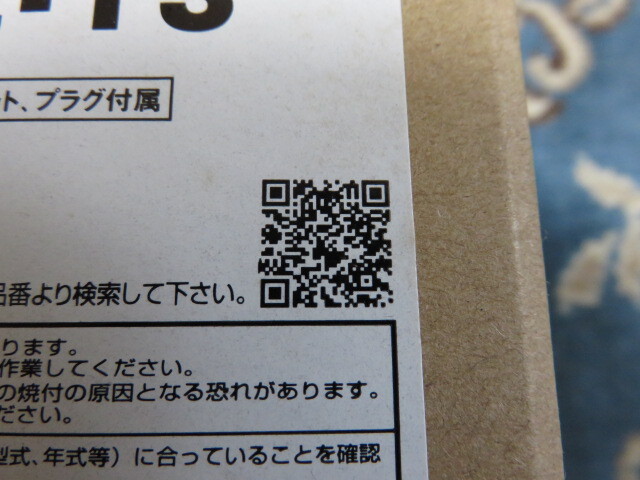 ート、プラグ付属
品番より検索して下さい。
ります。
作業してください。
の焼付の原因となる恐れがあります。
ださい。
型式、年式等）に合っていることを確認